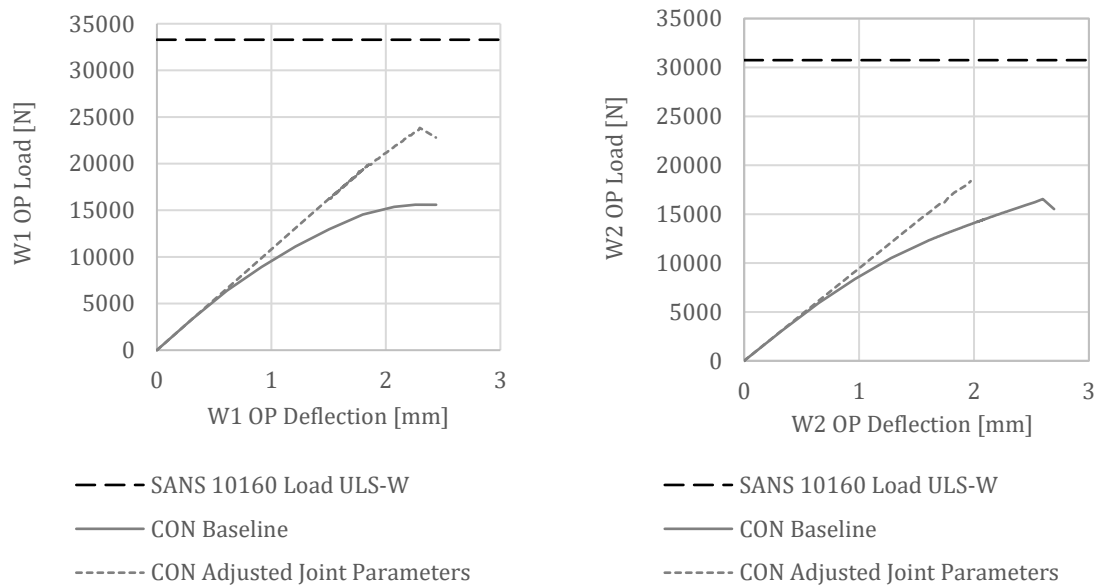 35000
30000
25000
20000
15000
10000
5000
0
W1 OP Load [N]
0 1 2 3
W1 OP Deflection [mm]
SANS 10160 Load ULS-W
CON Baseline
CON Adjusted Joint Parameters
35000
30000
25000
20000
15000
10000
5000
0
W2 OP Load [N]
0 1 2 3
W2 OP Deflection [mm]
SANS 10160 Load ULS-W
CON Baseline
CON Adjusted Joint Parameters